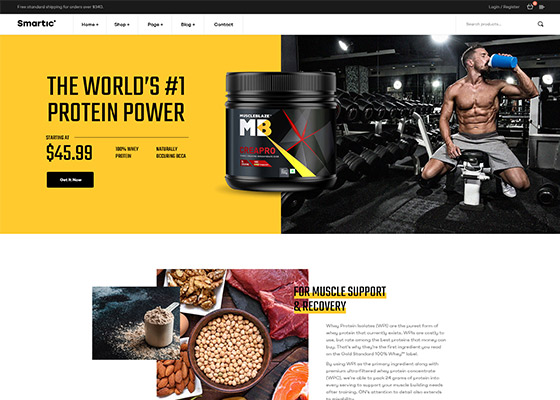 Free standard shipping for orders over $140.
Login / Register
Smartic
Home
Shop
Page
Blog
Contact
Search products...
THE WORLD'S #1
PROTEIN POWER
STARTING AT
$45.99
100% WHEY
PROTEIN
NATURALLY
OCCURING BCCA
Get It Now
MUSCLEBLAZE
MB
FOR MUSCLE SUPPORT
& RECOVERY
Whey Protein Isolates (WPI) are the purest form of
whey protein that currently exists. WPIs are costly to
use, but rate among the best proteins that money can
buy. That's why they're the first ingredient you read
on the Gold Standard 100% Whey™ label.
By using WPI as the primary ingredient along with
premium ultra-filtered whey protein concentrate
(WPC), we're able to pack 24 grams of protein into
every serving to support your muscle building needs
after training. ON's attention to detail also extends